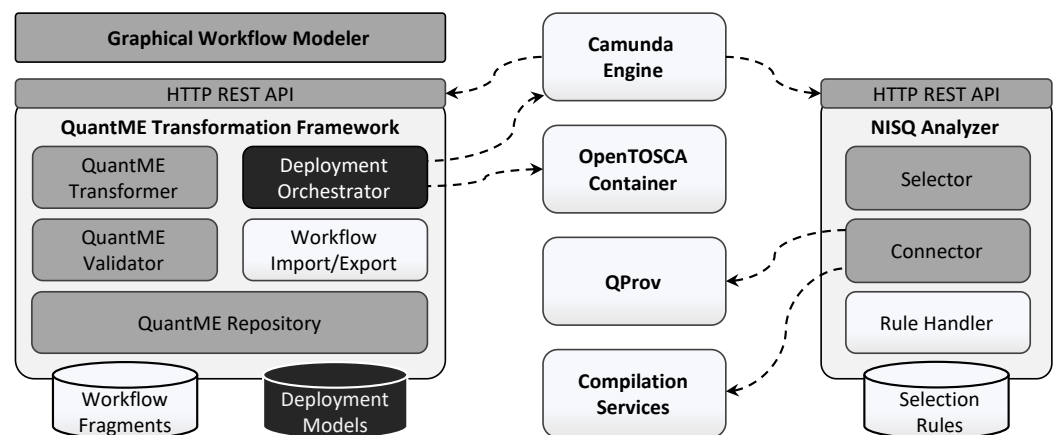 Graphical Workflow Modeler
HTTP REST API
QuantME Transformation Framework
QuantME
Transformer
Deployment
Orchestrator
QuantME
Validator
Workflow
Import/Export
QuantME Repository
Workflow
Fragments
Deployment
Models
Camunda
Engine
OpenTOSCA
Container
QProv
Compilation
Services
HTTP REST API
NISQ Analyzer
Selector
Connector
Rule Handler
Selection
Rules